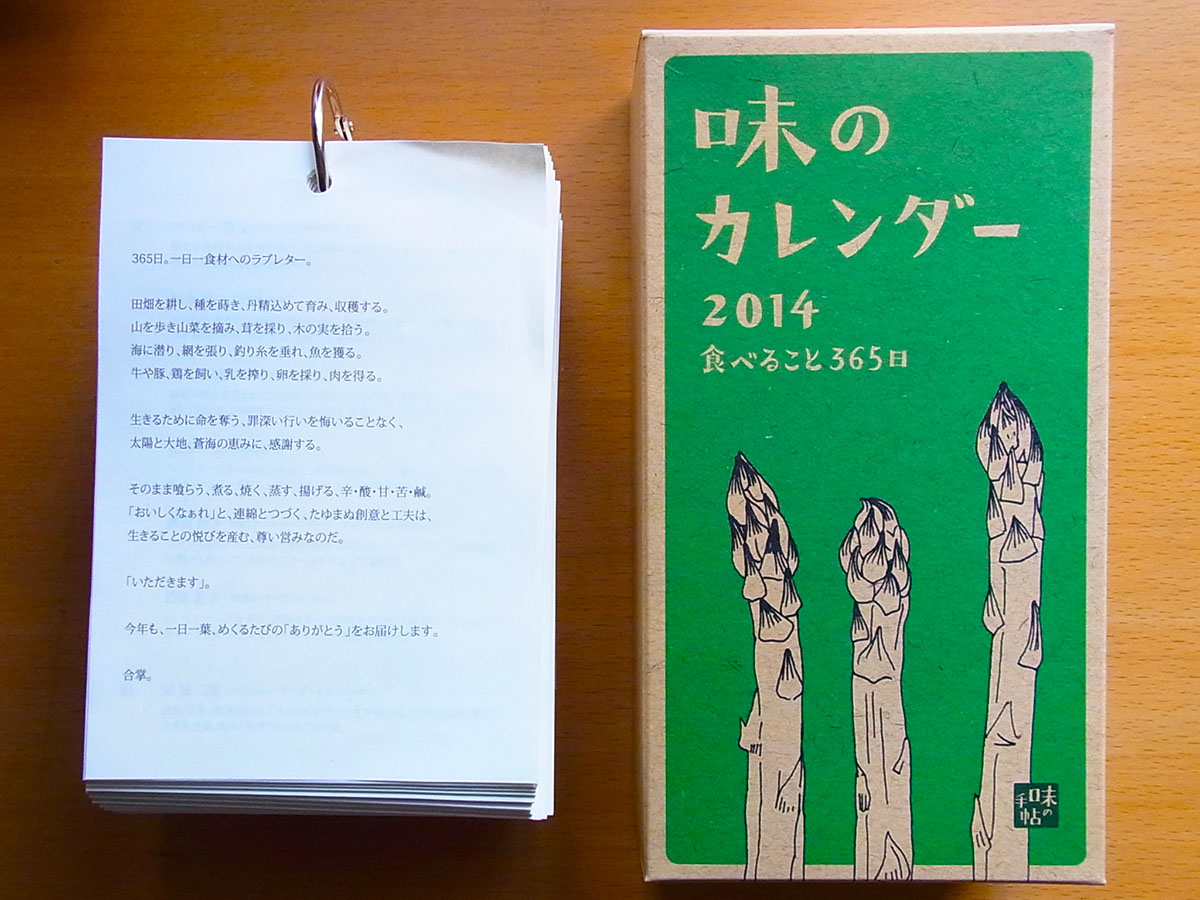 365日。一日一食材へのラブレター。
田畑を耕し、種を蒔き、丹精込めて育み、収穫する。
山を歩き山菜を摘み、茸を採り、木の実を拾う。
海に潜り、網を張り、釣り糸を垂れ、魚を獲る。
牛や豚、鶏を飼い、乳を搾り、卵を採り、肉を得る。
生きるために命を奪う、罪深い行いを悔いることなく、
太陽と大地、蒼海の恵みに、感謝する。
そのまま喰らう、煮る、焼く、蒸す、揚げる、辛・酸・甘・苦・鹹。
「おいしくなぁれ」と、連綿とつづく、たゆまぬ創意と工夫は、
生きることの悦びを産む、尊い営みなのだ。
「いただきます」。
今年も、一日一葉、めくるたびの「ありがとう」をお届けします。
合掌。
味の
カレンダー
2014
食べること365日
味の
手帖